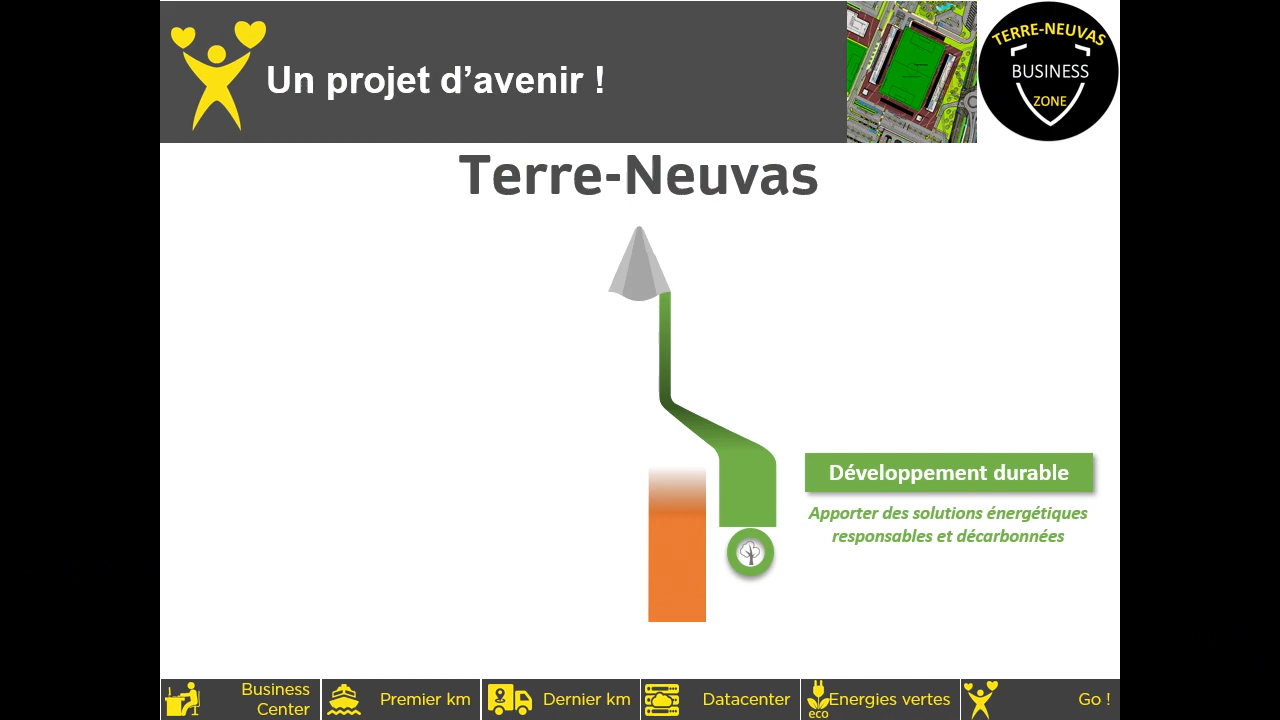 Un projet d’avenir !
TERRE-NEUVAS
BUSINESS
ZONE
Terre-Neuvas
Développement durable
Apporter des solutions énergétiques
responsables et décarbonnées
Business
Center
Premier km
Dernier km
Datacenter
eco
Energies vertes
Go !